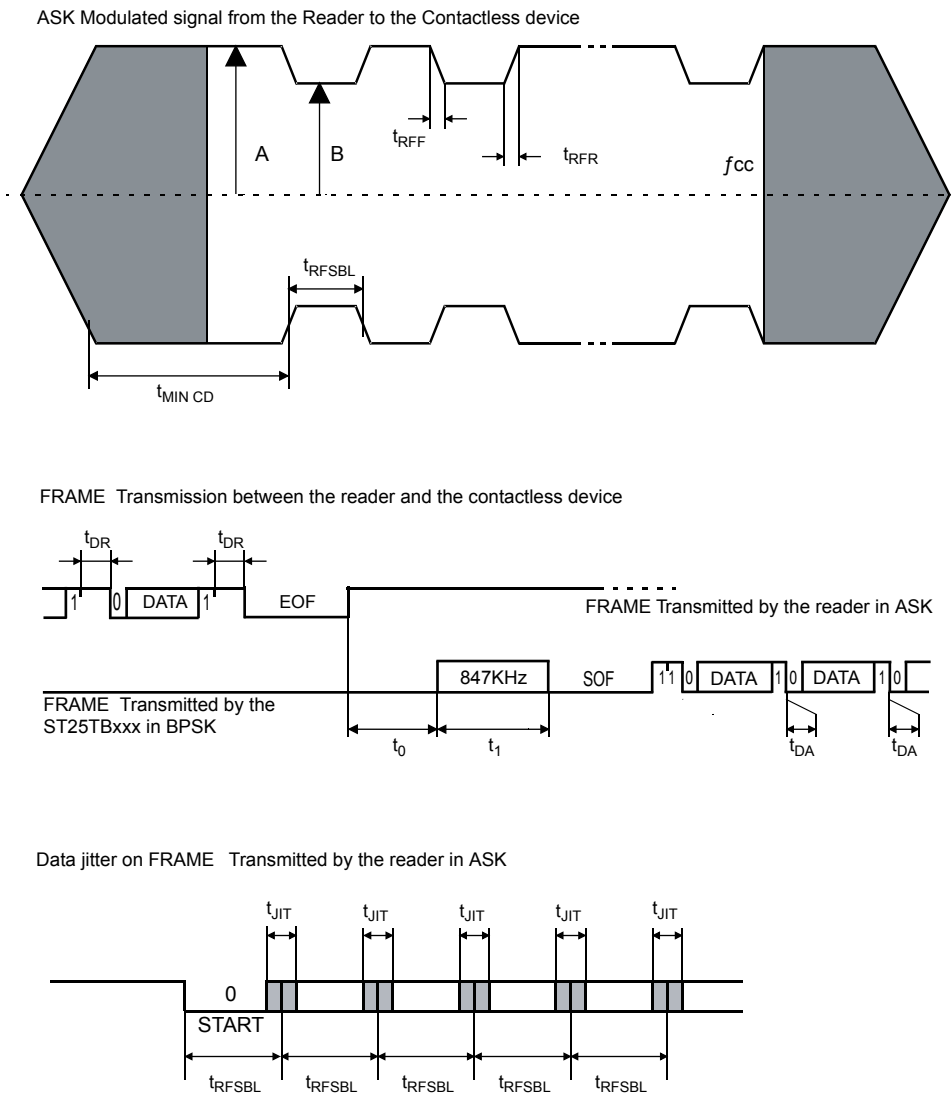 ASK Modulated signal from the Reader to the Contactless device
A
B
tRFF
tRFR
ƒcc
tRFSBL
tMIN CD
FRAME Transmission between the reader and the contactless device
tDR tDR
1 0 DATA 1 EOF
FRAME Transmitted by the reader in ASK
847KHz SOF 1 1 0 DATA 1 0 DATA 1 0
FRAME Transmitted by the
ST25TBxxx in BPSK
t0 t1 tDA tDA
Data jitter on FRAME Transmitted by the reader in ASK
tJIT tJIT tJIT tJIT tJIT
0
START
tRFSBL tRFSBL tRFSBL tRFSBL tRFSBL